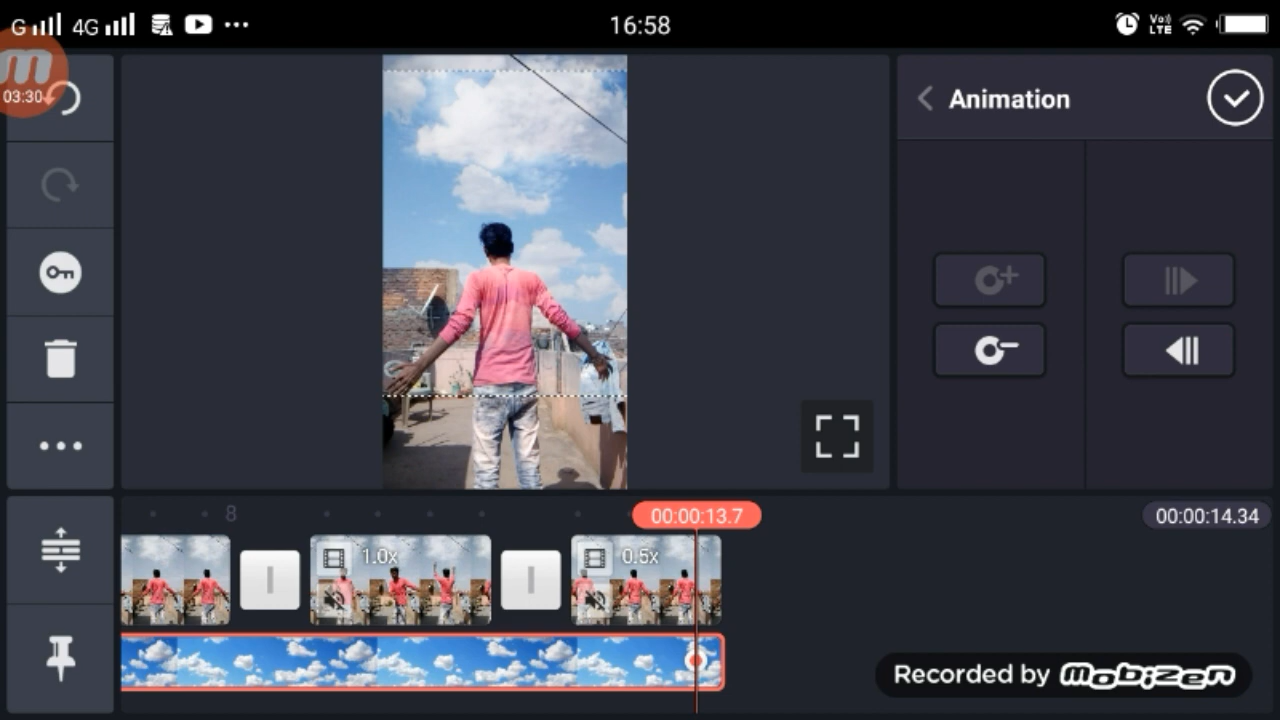 G 4G 16:58 Vo)) LTE
m
03:30
Animation
8
00:00:13.7
00:00:14.34
1.0x
0.5x
Recorded by mobizen